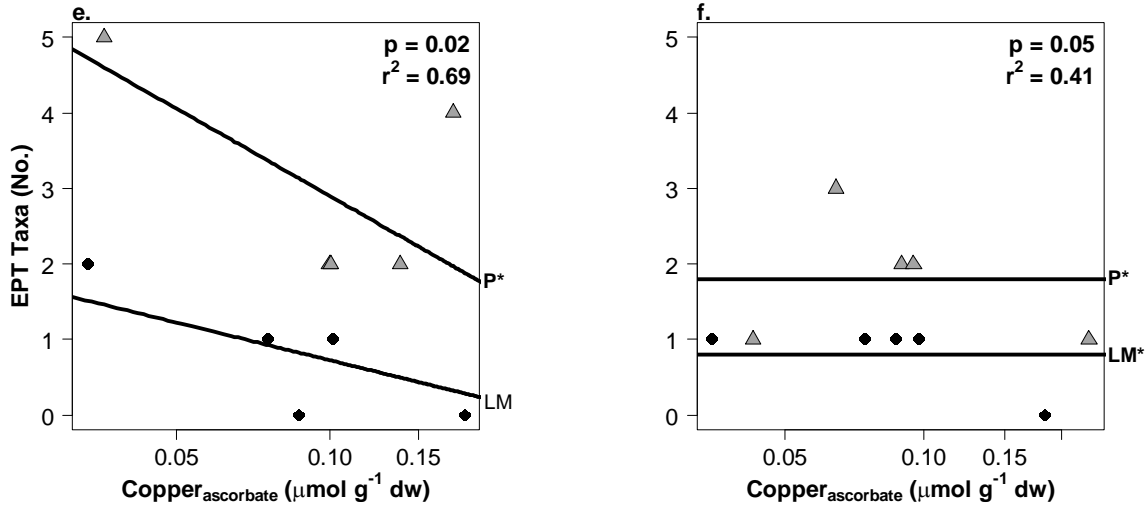 e.
p = 0.02
r² = 0.69
EPT Taxa (No.)
5
4
3
2
1
0
P*
LM
0.05 0.10 0.15
Copper_ascorbate (μmol g⁻¹ dw)
f.
p = 0.05
r² = 0.41
5
4
3
2
1
0
P*
LM*
0.05 0.10 0.15
Copper_ascorbate (μmol g⁻¹ dw)